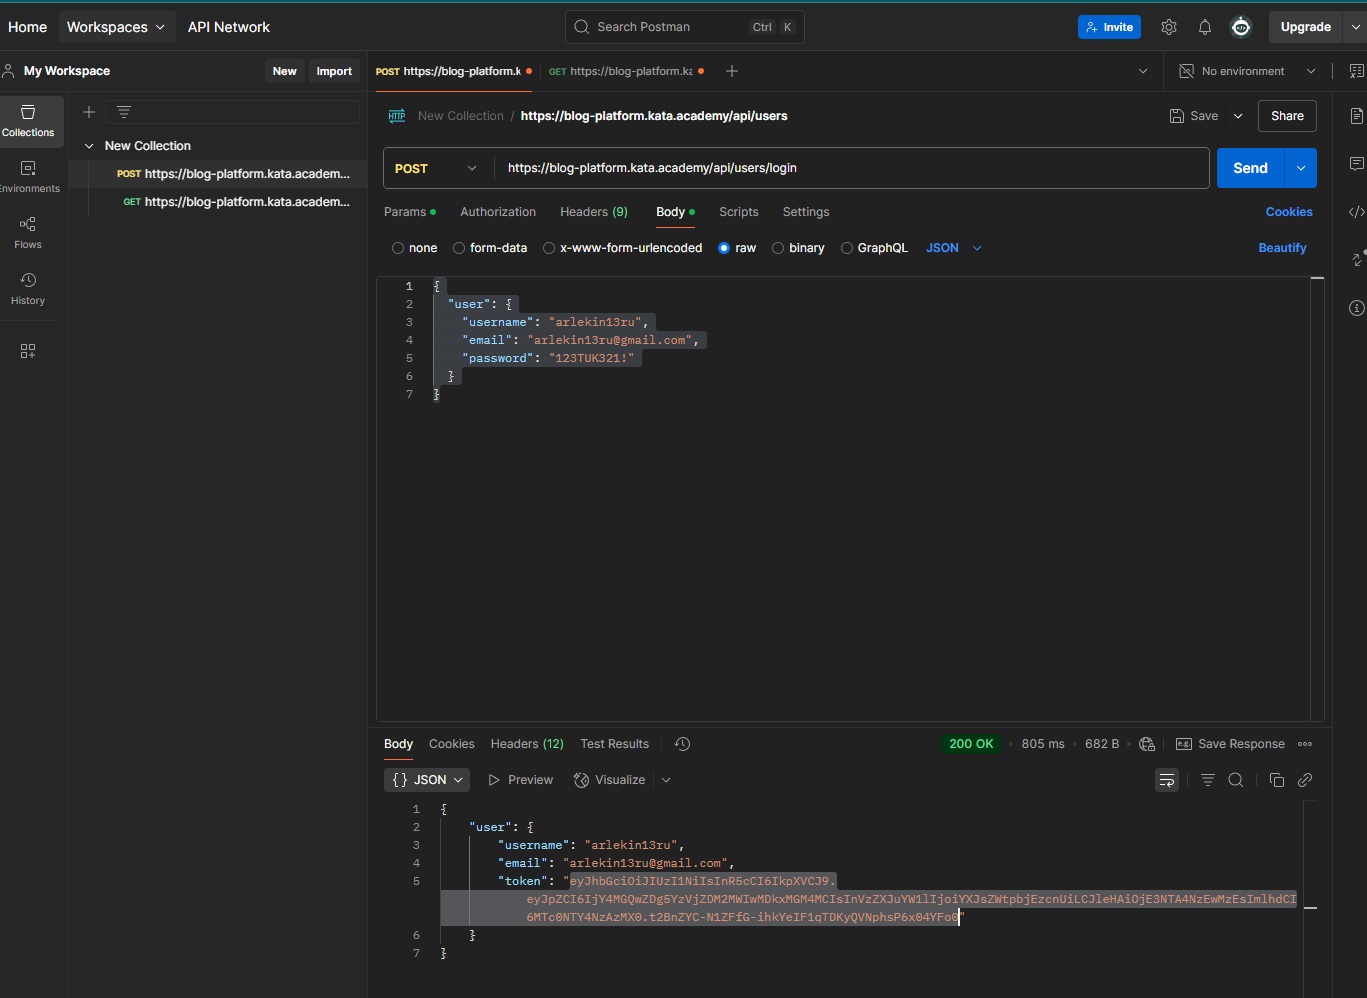 Home Workspaces API Network Search Postman Ctrl K Invite Upgrade
My Workspace New Import POST https://blog-platform.k GET https://blog-platform.ka No environment
Collections
Environments
Flows
History
New Collection
POST https://blog-platform.kata.academ...
GET https://blog-platform.kata.academ...
HTTP New Collection / https://blog-platform.kata.academy/api/users Save Share
POST https://blog-platform.kata.academy/api/users/login Send
Params Authorization Headers (9) Body Scripts Settings Cookies
none form-data x-www-form-urlencoded raw binary GraphQL JSON Beautify
1 {
2 "user": {
3 "username": "arlekin13ru",
4 "email": "arlekin13ru@gmail.com",
5 "password": "123TUK321!"
6 }
7 }
Body Cookies Headers (12) Test Results 200 OK • 805 ms • 682 B e.g. Save Response
{} JSON Preview Visualize
1 {
2 "user": {
3 "username": "arlekin13ru",
4 "email": "arlekin13ru@gmail.com",
5 "token": "eyJhbGciOiJIUzI1NiIsInR5cCI6IkpXVCJ9.
eyJpZCI6IjY4MGQwZDg5YzVjZDM2MWIwMDkxMGM4MCIsInVzZXJuYW1lIjoiYXJsZWtpbjEzcnUiLCJleHAiOjE3NTA4NzEwMzEsImlhdCI
6MTc0NTY4NzAzMX0.t2BnZYC-N1ZFfG-ihkYeIF1qTDKyQVNphsP6x04YFo0"
6 }
7 }